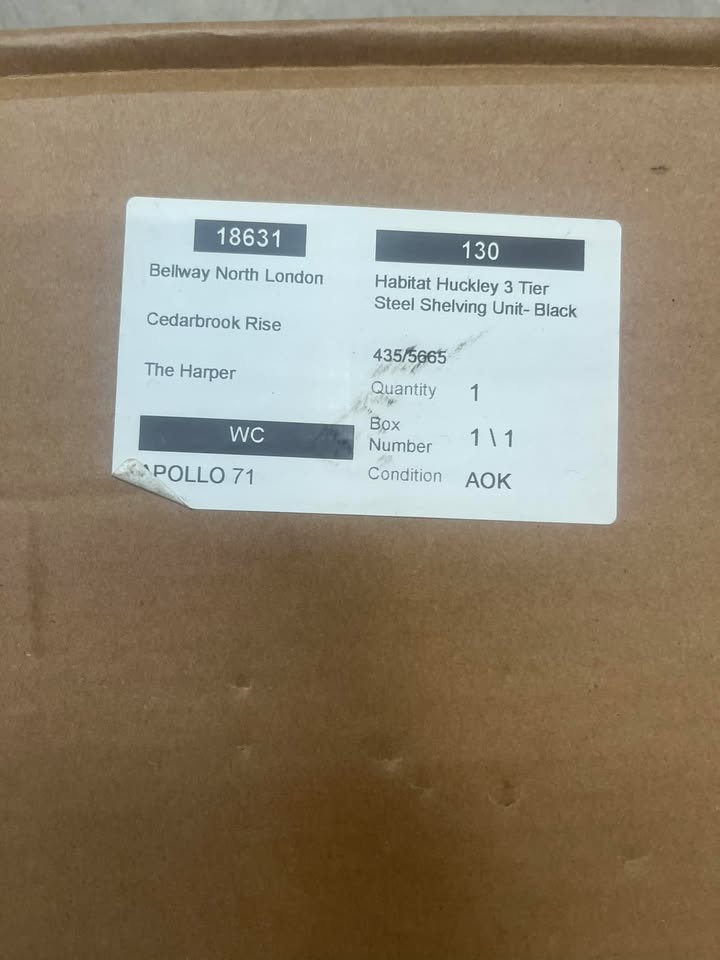 18631
Bellway North London
Cedarbrook Rise
The Harper
WC
APOLLO 71
130
Habitat Huckley 3 Tier
Steel Shelving Unit- Black
435/5665
Quantity 1
Box
Number 1 \ 1
Condition AOK